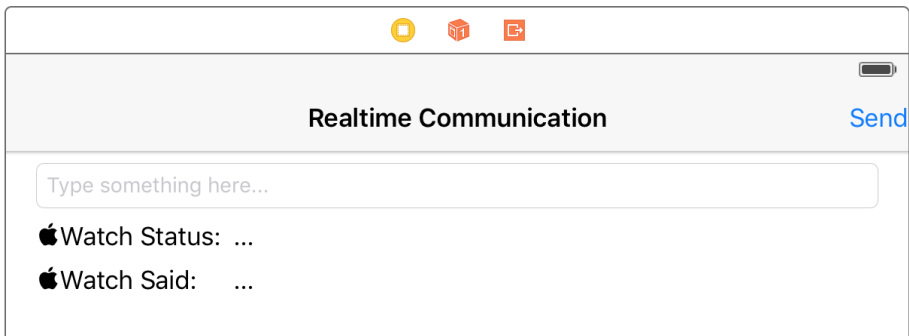 Realtime Communication
Send
Type something here...
Watch Status: ...
Watch Said: ...